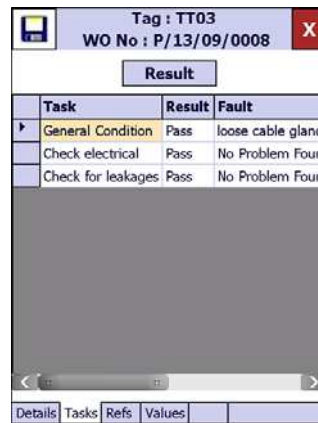 Tag : TT03
WO No : P/13/09/0008
X
Result
Task Result Fault
General Condition Pass loose cable gland
Check electrical Pass No Problem Four
Check for leakages Pass No Problem Four
Details Tasks Refs Values